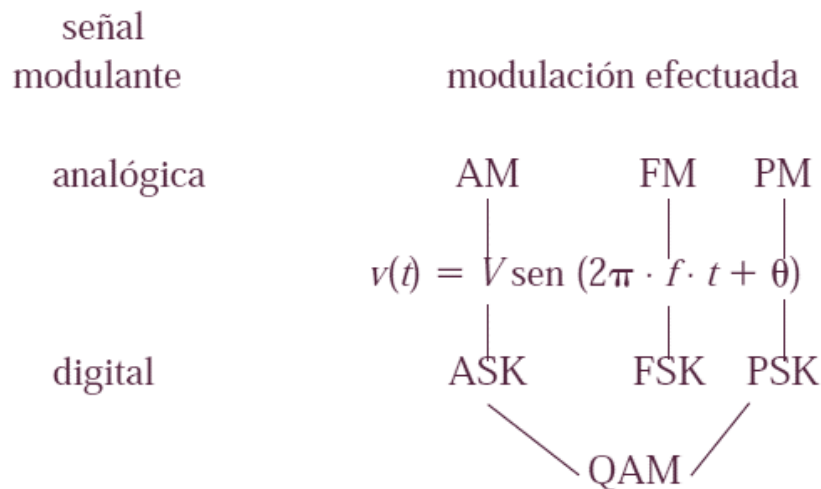 señal
modulante modulación efectuada
analógica AM FM PM
v(t) = V sen (2π · f · t + θ)
digital ASK FSK PSK
QAM